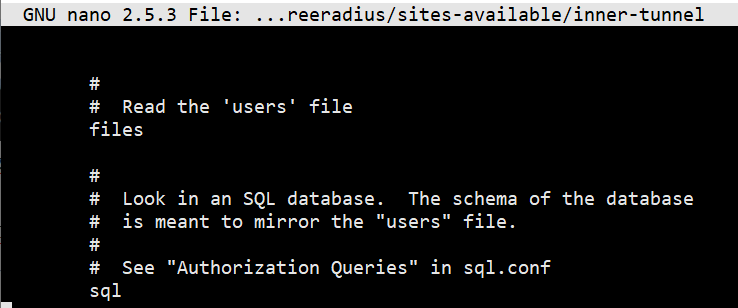 GNU nano 2.5.3 File: ...reeradius/sites-available/inner-tunnel
#
#  Read the 'users' file
files
#
#  Look in an SQL database.  The schema of the database
#  is meant to mirror the "users" file.
#
#  See "Authorization Queries" in sql.conf
sql